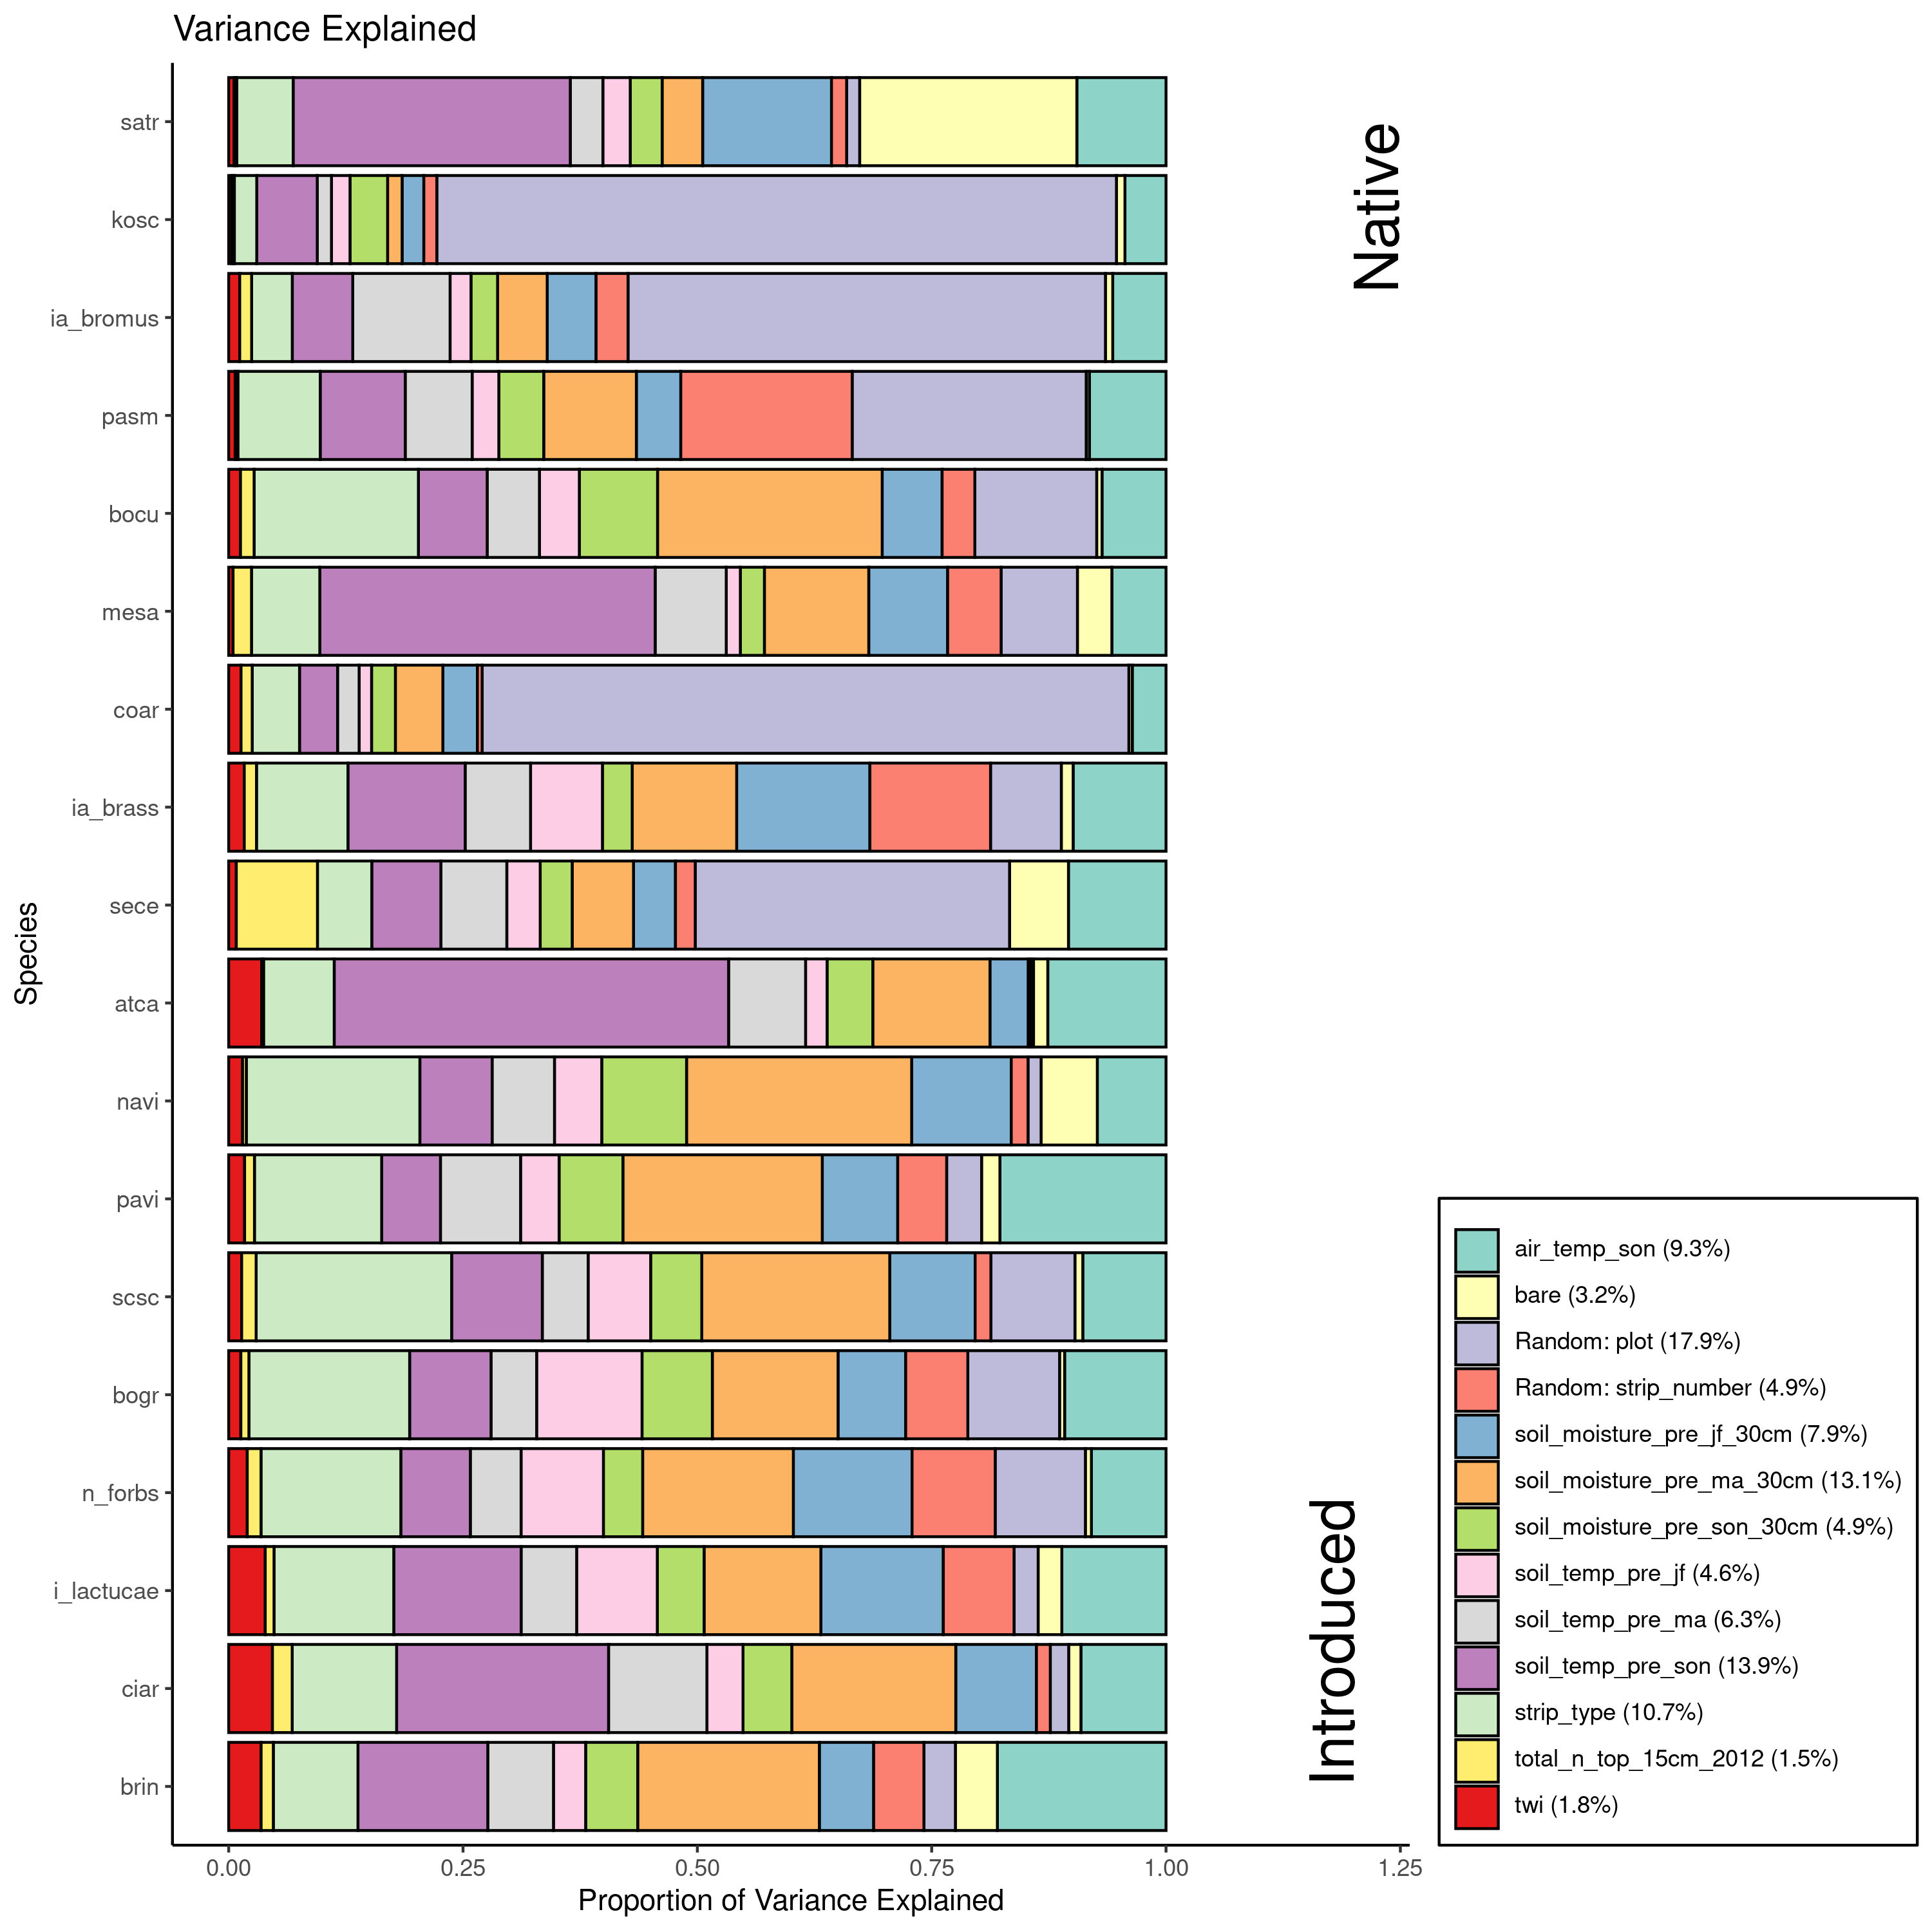 Variance Explained
satr
kosc
ia_bromus
pasm
bocu
mesa
coar
ia_brass
sece
atca
navi
pavi
scsc
bogr
n_forbs
i_lactucae
ciar
brin
Species
0.00
0.25
0.50
0.75
1.00
1.25
Proportion of Variance Explained
Native
Introduced
air_temp_son (9.3%)
bare (3.2%)
Random: plot (17.9%)
Random: strip_number (4.9%)
soil_moisture_pre_jf_30cm (7.9%)
soil_moisture_pre_ma_30cm (13.1%)
soil_moisture_pre_son_30cm (4.9%)
soil_temp_pre_jf (4.6%)
soil_temp_pre_ma (6.3%)
soil_temp_pre_son (13.9%)
strip_type (10.7%)
total_n_top_15cm_2012 (1.5%)
twi (1.8%)